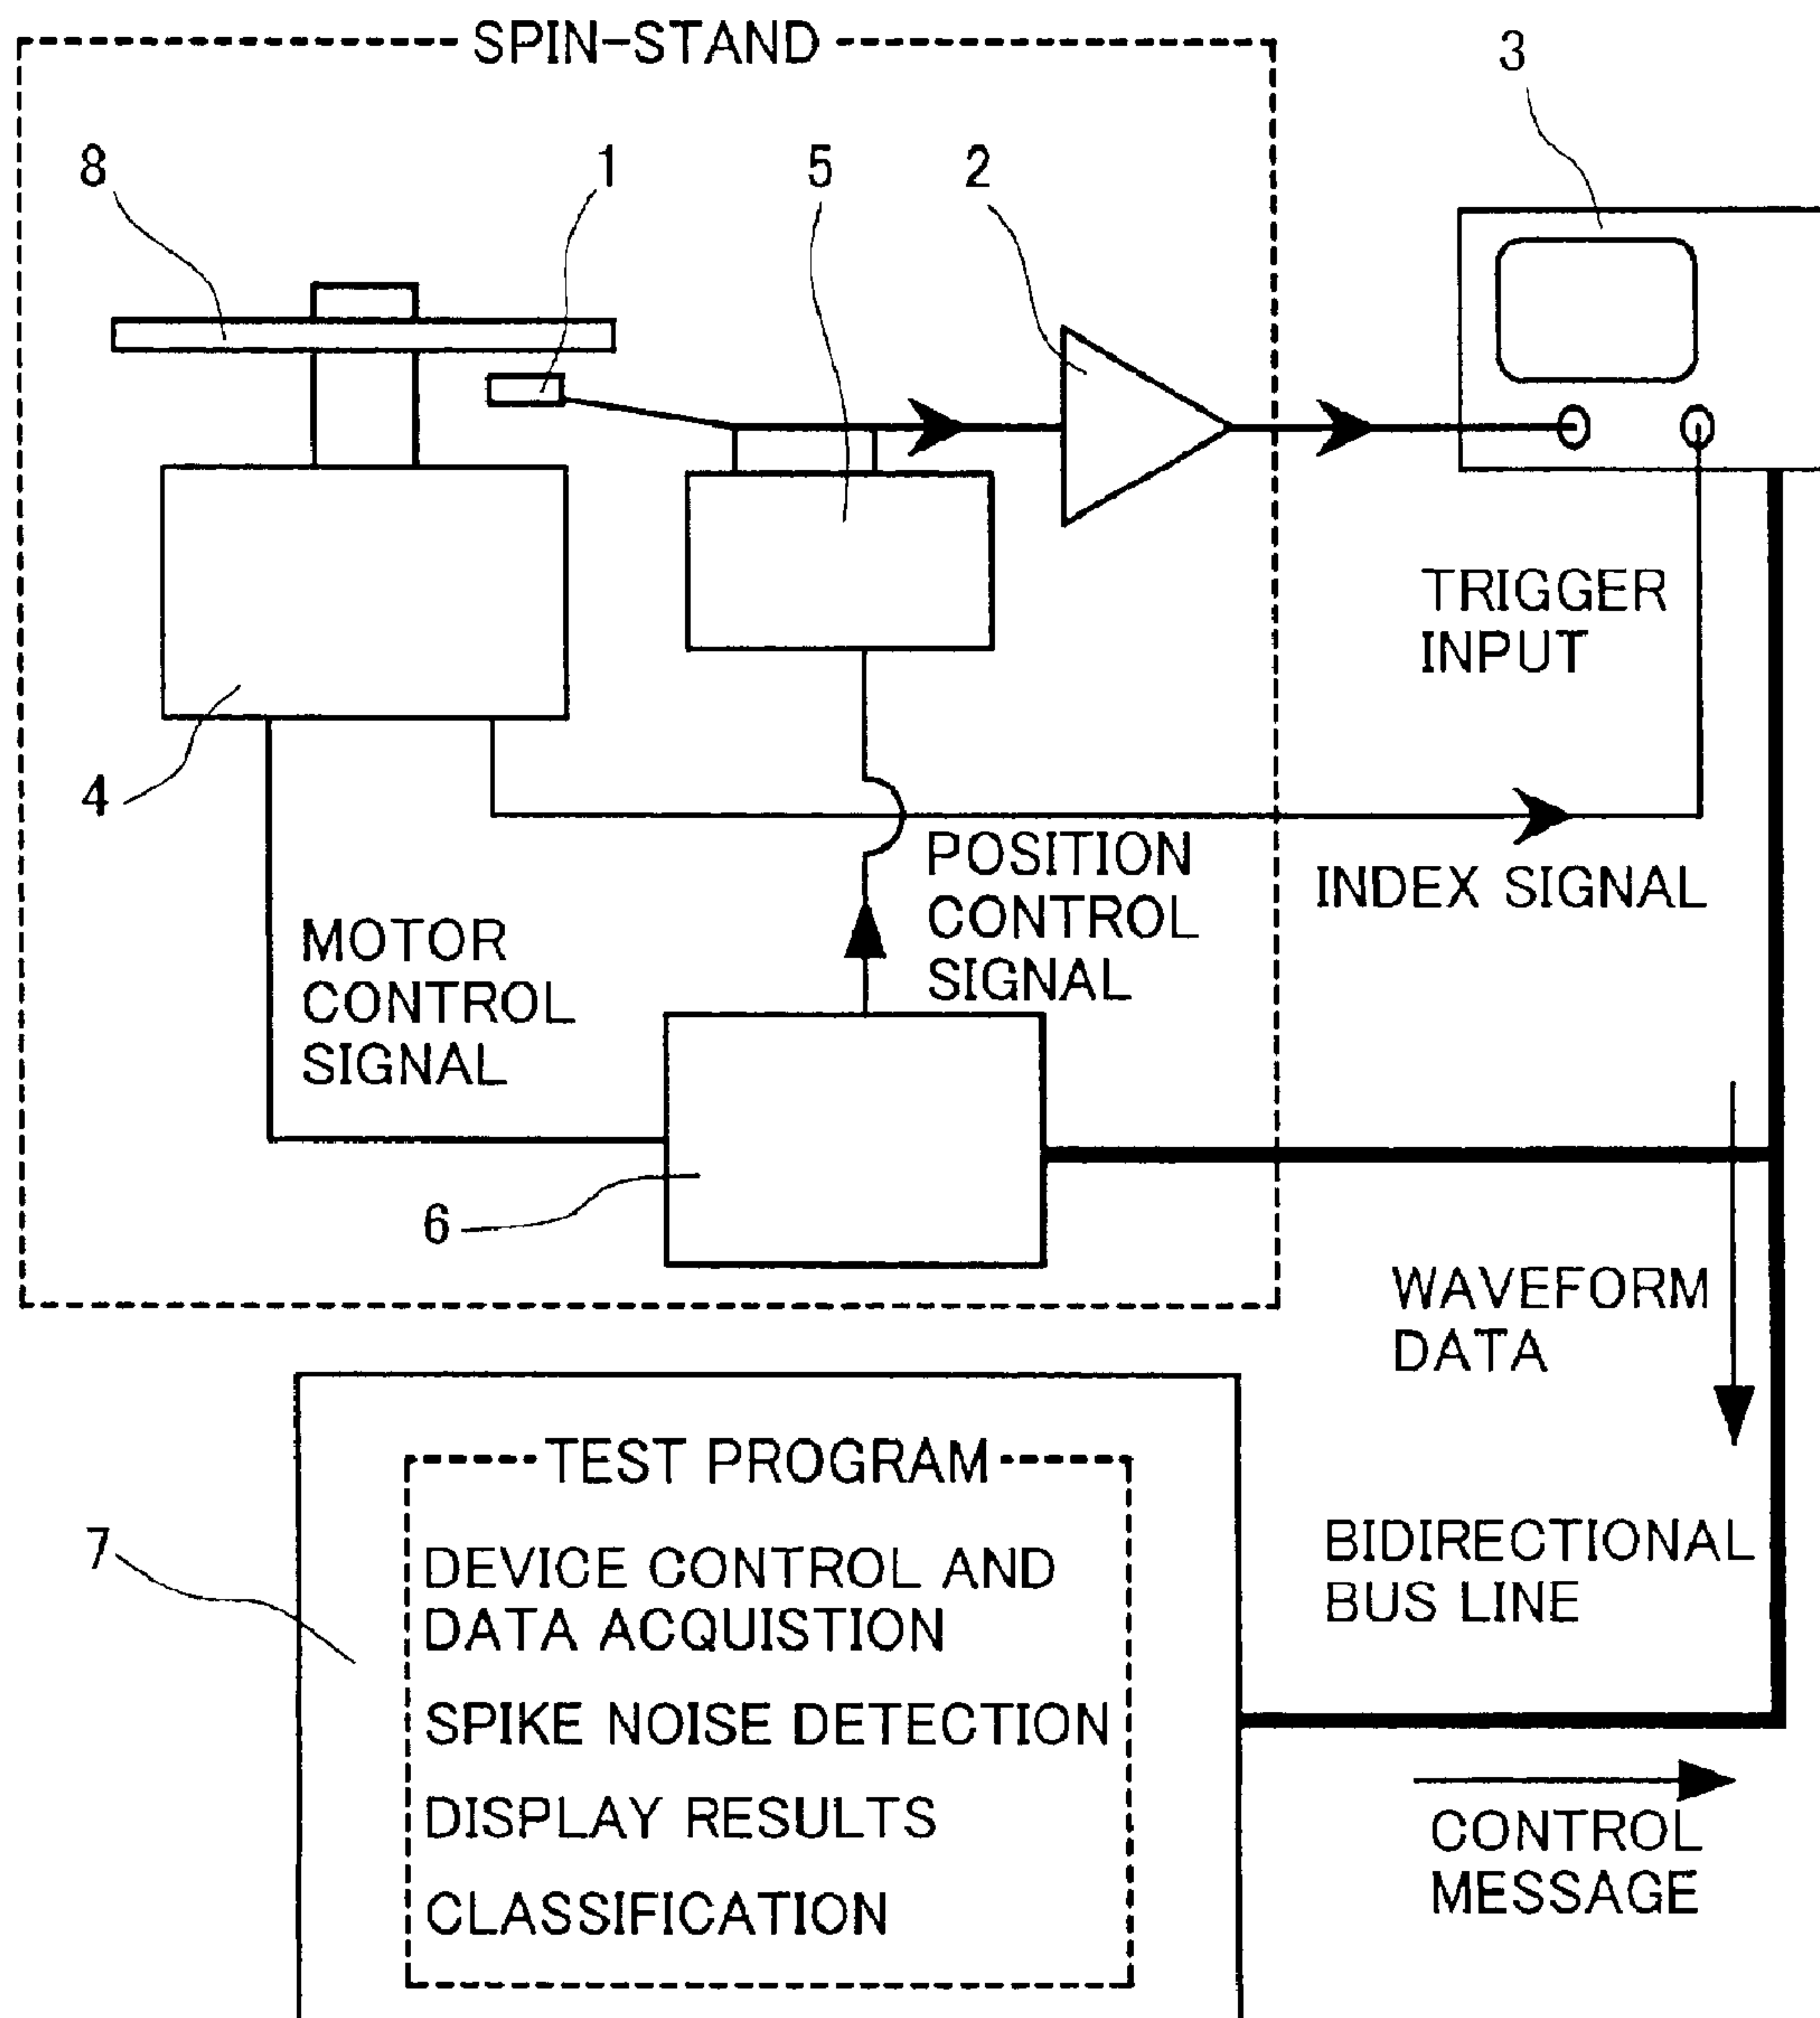 SPIN-STAND
3
8
1
5
2
TRIGGER
INPUT
4
POSITION
CONTROL
SIGNAL
INDEX SIGNAL
MOTOR
CONTROL
SIGNAL
6
WAVEFORM
DATA
TEST PROGRAM
7
DEVICE CONTROL AND
DATA ACQUISTION
SPIKE NOISE DETECTION
DISPLAY RESULTS
CLASSIFICATION
BIDIRECTIONAL
BUS LINE
CONTROL
MESSAGE